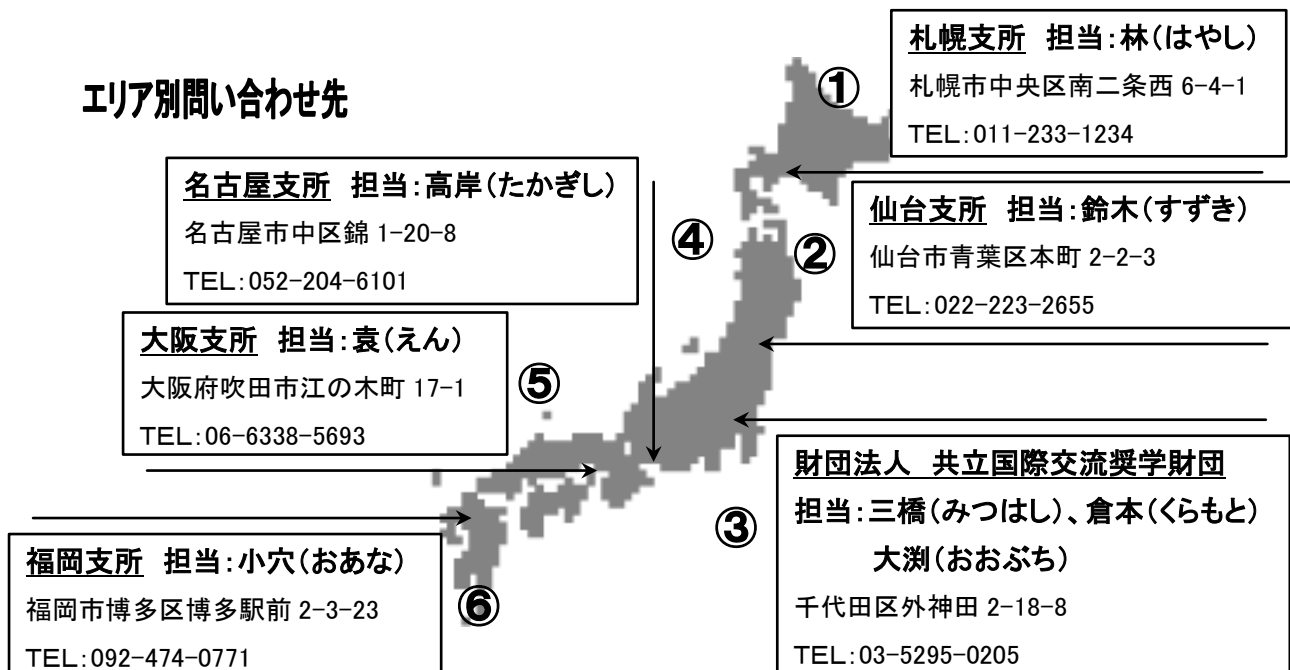 エリア別問い合わせ先
①
札幌支所 担当:林(はやし)
札幌市中央区南二条西 6-4-1
TEL:011-233-1234
②
仙台支所 担当:鈴木(すずき)
仙台市青葉区本町 2-2-3
TEL:022-223-2655
③
財団法人 共立国際交流奨学財団
担当:三橋(みつはし)、倉本(くらもと)
大渕(おおぶち)
千代田区外神田 2-18-8
TEL:03-5295-0205
④
名古屋支所 担当:高岸(たかぎし)
名古屋市中区錦 1-20-8
TEL:052-204-6101
⑤
大阪支所 担当:袁(えん)
大阪府吹田市江の木町 17-1
TEL:06-6338-5693
⑥
福岡支所 担当:小穴(おあな)
福岡市博多区博多駅前 2-3-23
TEL:092-474-0771